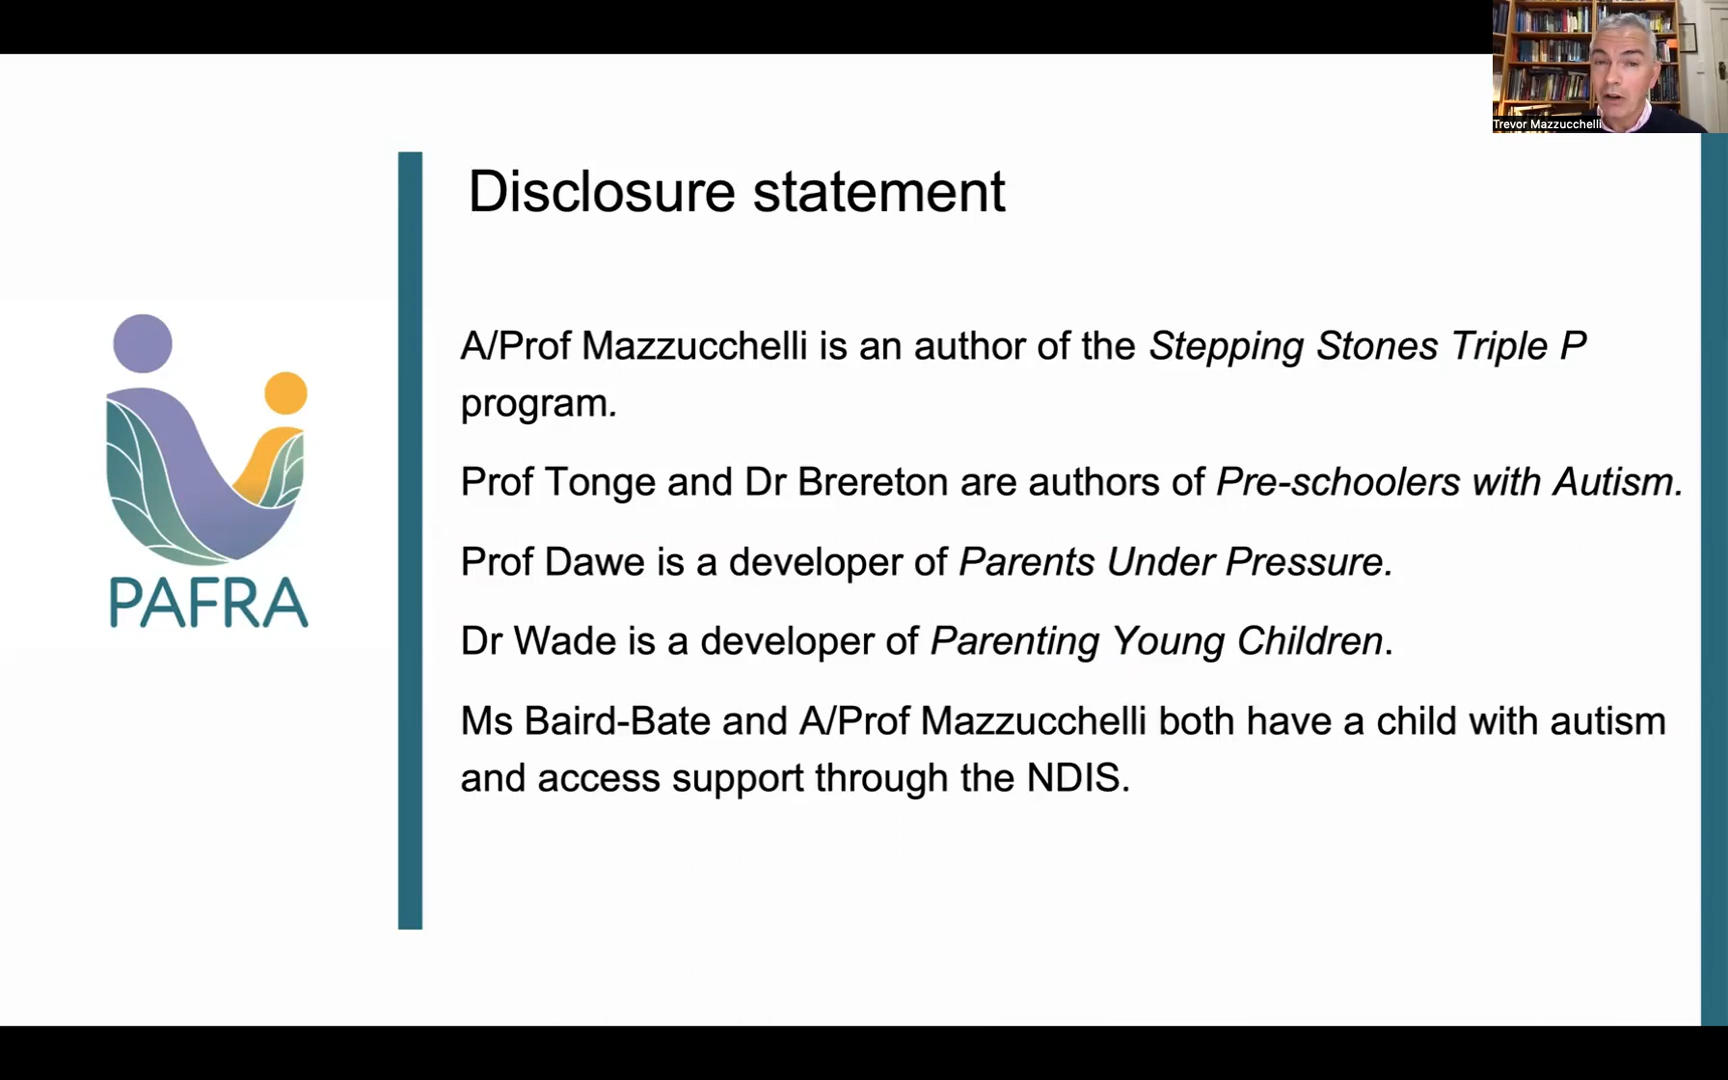 Trevor Mazzucchelli
Disclosure statement
A/Prof Mazzucchelli is an author of the Stepping Stones Triple P
program.
Prof Tonge and Dr Brereton are authors of Pre-schoolers with Autism.
Prof Dawe is a developer of Parents Under Pressure.
Dr Wade is a developer of Parenting Young Children.
Ms Baird-Bate and A/Prof Mazzucchelli both have a child with autism
and access support through the NDIS.
PAFRA